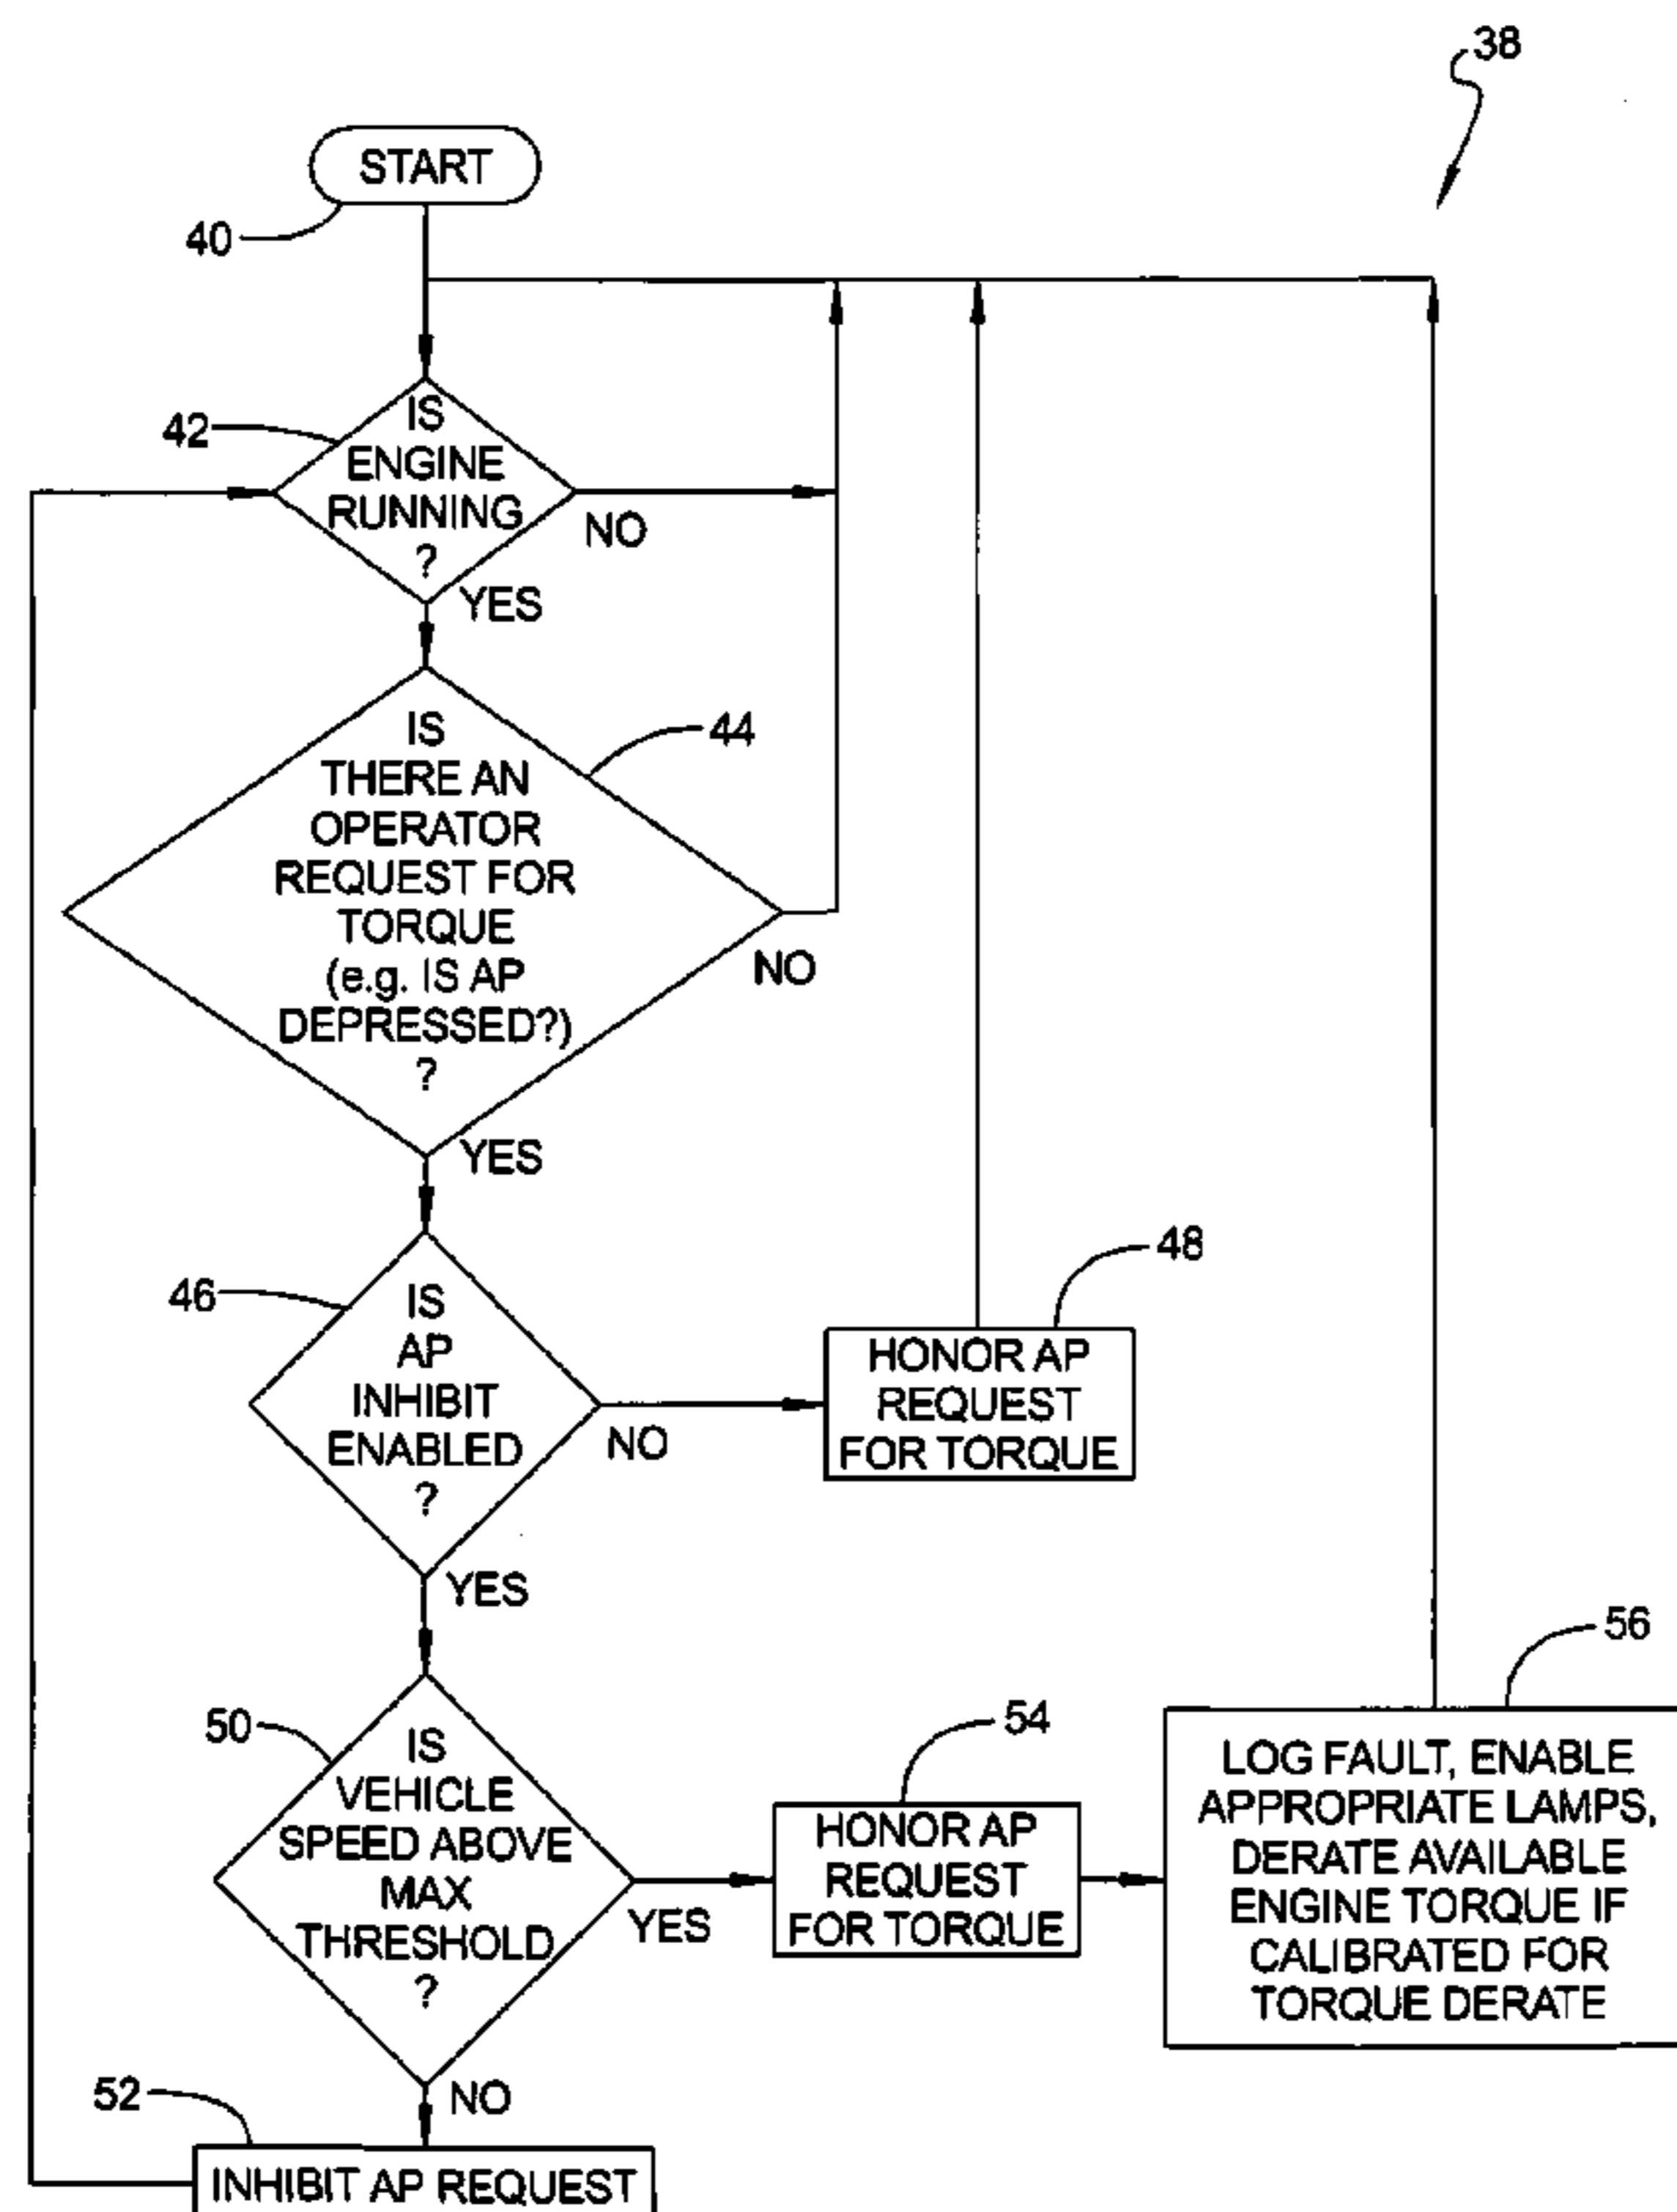 38
START
40
42
IS
ENGINE
RUNNING
?
NO
YES
44
IS
THERE AN
OPERATOR
REQUEST FOR
TORQUE
(e.g. IS AP
DEPRESSED?)
?
NO
YES
46
IS
AP
INHIBIT
ENABLED
?
NO
YES
48
HONOR AP
REQUEST
FOR TORQUE
50
IS
VEHICLE
SPEED ABOVE
MAX
THRESHOLD
?
YES
NO
54
HONOR AP
REQUEST
FOR TORQUE
56
LOG FAULT, ENABLE
APPROPRIATE LAMPS,
DERATE AVAILABLE
ENGINE TORQUE IF
CALIBRATED FOR
TORQUE DERATE
52
INHIBIT AP REQUEST